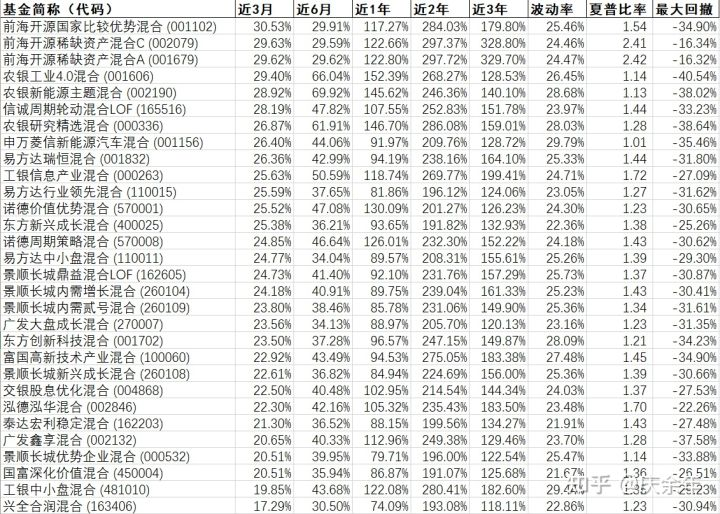 基金简称（代码） 近3月 近6月 近1年 近2年 近3年 波动率 夏普比率 最大回撤
前海开源国家比较优势混合 (001102) 30.53% 29.91% 117.27% 284.03% 179.80% 25.46% 1.54 -34.90%
前海开源稀缺资产混合C (002079) 29.63% 29.59% 122.66% 297.37% 328.80% 24.46% 2.41 -16.34%
前海开源稀缺资产混合A (001679) 29.62% 29.62% 122.80% 297.72% 329.70% 24.47% 2.42 -16.32%
农银工业4.0混合 (001606) 29.40% 66.04% 152.39% 268.27% 128.53% 26.45% 1.14 -40.54%
农银新能源主题混合 (002190) 28.92% 69.92% 145.62% 246.36% 140.10% 28.68% 1.13 -38.02%
信诚周期轮动混合LOF (165516) 28.19% 47.82% 107.55% 252.83% 151.78% 23.97% 1.44 -33.23%
农银研究精选混合 (000336) 26.87% 61.91% 146.70% 286.08% 159.01% 28.03% 1.28 -38.64%
申万菱信新能源汽车混合 (001156) 26.40% 44.06% 91.97% 209.76% 128.72% 29.79% 1.01 -35.46%
易方达瑞恒混合 (001832) 26.36% 42.99% 94.19% 238.16% 164.10% 25.33% 1.44 -31.80%
工银信息产业混合 (000263) 25.63% 50.59% 118.74% 269.77% 199.41% 24.71% 1.72 -27.09%
易方达行业领先混合 (110015) 25.59% 37.65% 81.86% 196.12% 124.06% 23.05% 1.27 -31.62%
诺德价值优势混合 (570001) 25.52% 47.08% 130.09% 201.27% 126.23% 24.30% 1.23 -30.65%
东方新兴成长混合 (400025) 25.38% 36.21% 93.65% 191.82% 132.93% 22.36% 1.38 -25.26%
诺德周期策略混合 (570008) 24.85% 46.64% 126.01% 232.30% 152.22% 24.18% 1.43 -30.62%
易方达中小盘混合 (110011) 24.77% 34.04% 89.57% 208.31% 155.61% 25.26% 1.39 -29.30%
景顺长城鼎益混合LOF (162605) 24.73% 41.40% 92.10% 231.76% 157.29% 25.73% 1.37 -30.87%
景顺长城内需增长混合 (260104) 24.18% 40.91% 89.75% 239.04% 161.33% 25.23% 1.43 -30.41%
景顺长城内需贰号混合 (260109) 23.80% 38.46% 85.78% 231.16% 149.90% 25.36% 1.34 -31.61%
广发大盘成长混合 (270007) 23.56% 34.13% 88.97% 205.70% 120.13% 23.16% 1.23 -31.35%
东方创新科技混合 (001702) 23.50% 37.28% 96.57% 247.15% 149.87% 28.09% 1.21 -34.23%
富国高新技术产业混合 (100060) 22.92% 43.49% 94.53% 275.05% 183.38% 27.48% 1.45 -34.90%
景顺长城新兴成长混合 (260108) 22.61% 36.82% 84.94% 224.69% 156.00% 25.36% 1.39 -30.66%
交银股息优化混合 (004868) 22.50% 40.48% 102.95% 214.54% 144.34% 24.03% 1.37 -27.53%
泓德泓华混合 (002846) 22.30% 42.16% 105.32% 235.43% 183.50% 23.48% 1.70 -22.26%
泰达宏利稳定混合 (162203) 21.30% 36.52% 88.15% 199.56% 134.27% 21.91% 1.43 -27.48%
广发鑫享混合 (002132) 20.65% 40.33% 112.96% 249.38% 129.46% 23.70% 1.28 -37.58%
景顺长城优势企业混合 (000532) 20.51% 39.95% 79.71% 196.00% 122.54% 25.47% 1.14 -33.88%
国富深化价值混合 (450004) 20.51% 35.94% 86.87% 191.07% 125.68% 21.67% 1.36 -26.51%
工银中小盘混合 (481010) 19.85% 43.68% 122.08% 280.41% 182.60% 29.44% 1.35 -25.23%
兴全合润混合 (163406) 17.29% 30.50% 74.09% 193.08% 118.11% 22.86% 1.23 -30.94%
知乎 @庆余年